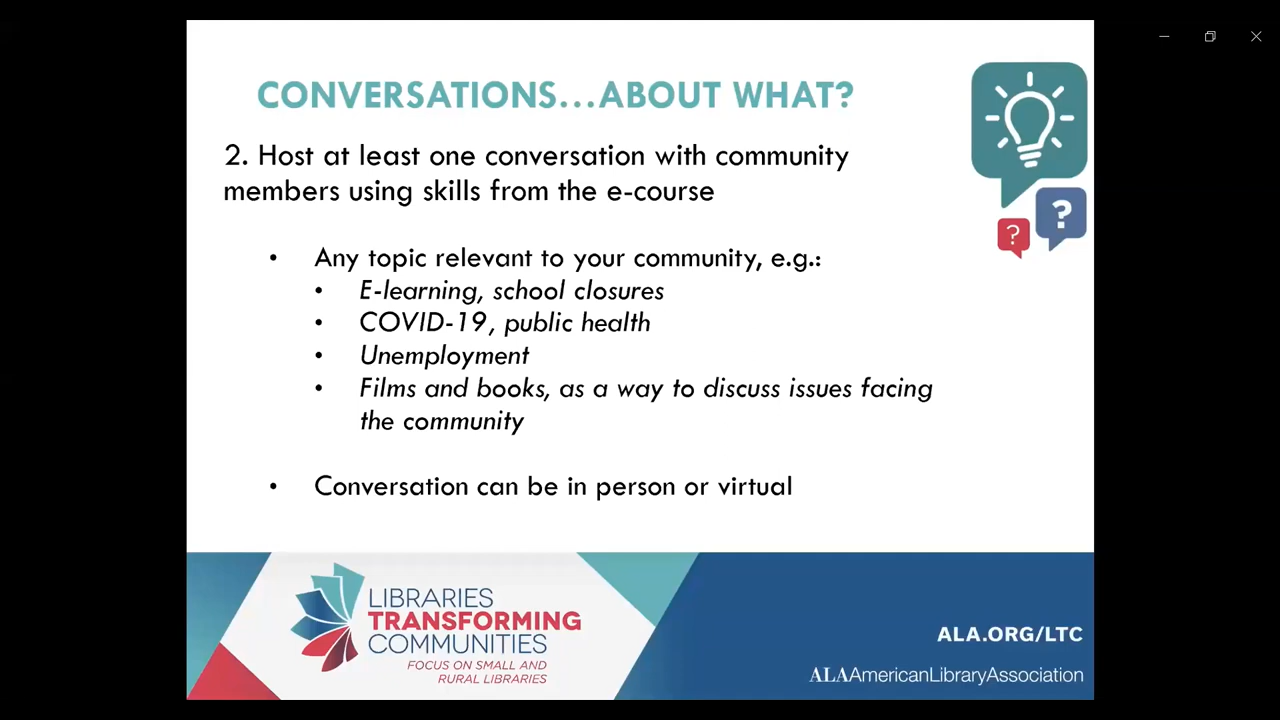 CONVERSATIONS...ABOUT WHAT?
2. Host at least one conversation with community
members using skills from the e-course
• Any topic relevant to your community, e.g.:
• E-learning, school closures
• COVID-19, public health
• Unemployment
• Films and books, as a way to discuss issues facing
the community
• Conversation can be in person or virtual
?
?
LIBRARIES
TRANSFORMING
COMMUNITIES
FOCUS ON SMALL AND
RURAL LIBRARIES
ALA.ORG/LTC
ALAAmericanLibraryAssociation